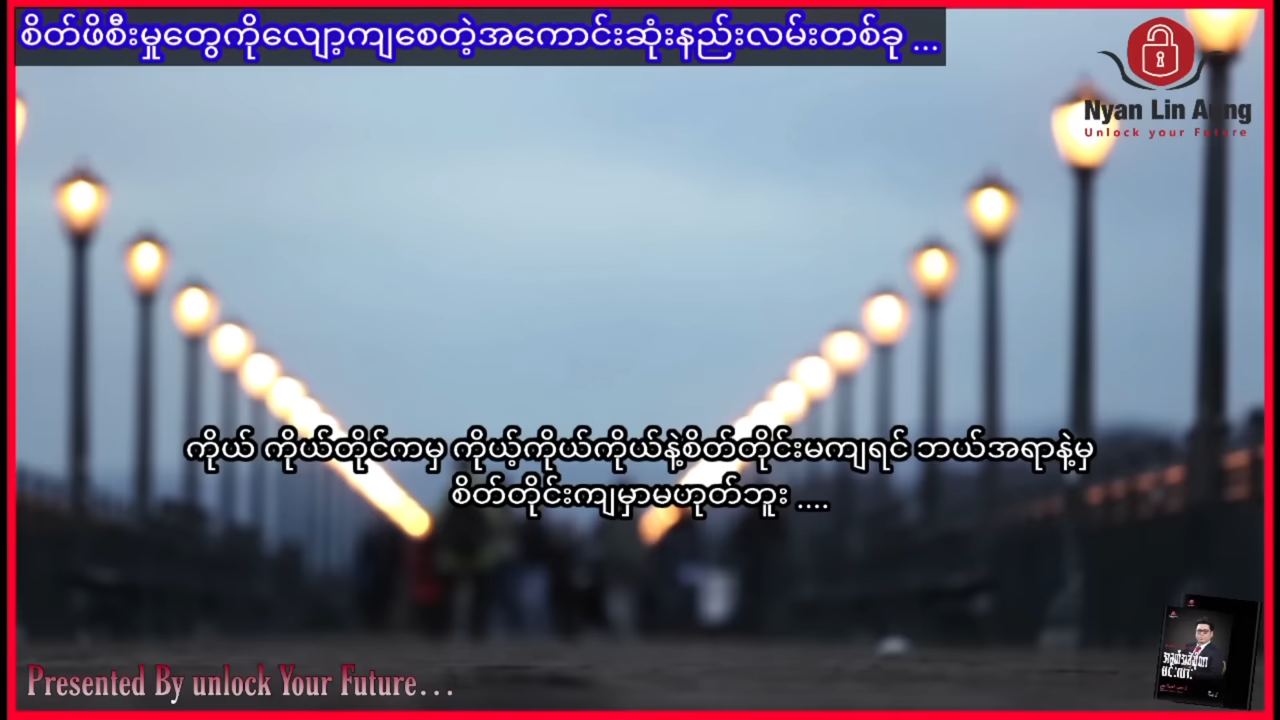 စိတ်ဖိစီးမှုတွေကိုလျော့ကျစေတဲ့အကောင်းဆုံးနည်းလမ်းတစ်ခု ...
Nyan Lin Aung
Unlock your Future
ကိုယ် ကိုယ်တိုင်ကမှ ကိုယ့်ကိုယ်ကိုယ်နဲ့စိတ်တိုင်းမကျရင် ဘယ်အရာနဲ့မှ
စိတ်တိုင်းကျမှာမဟုတ်ဘူး ....
Presented By unlock Your Future...